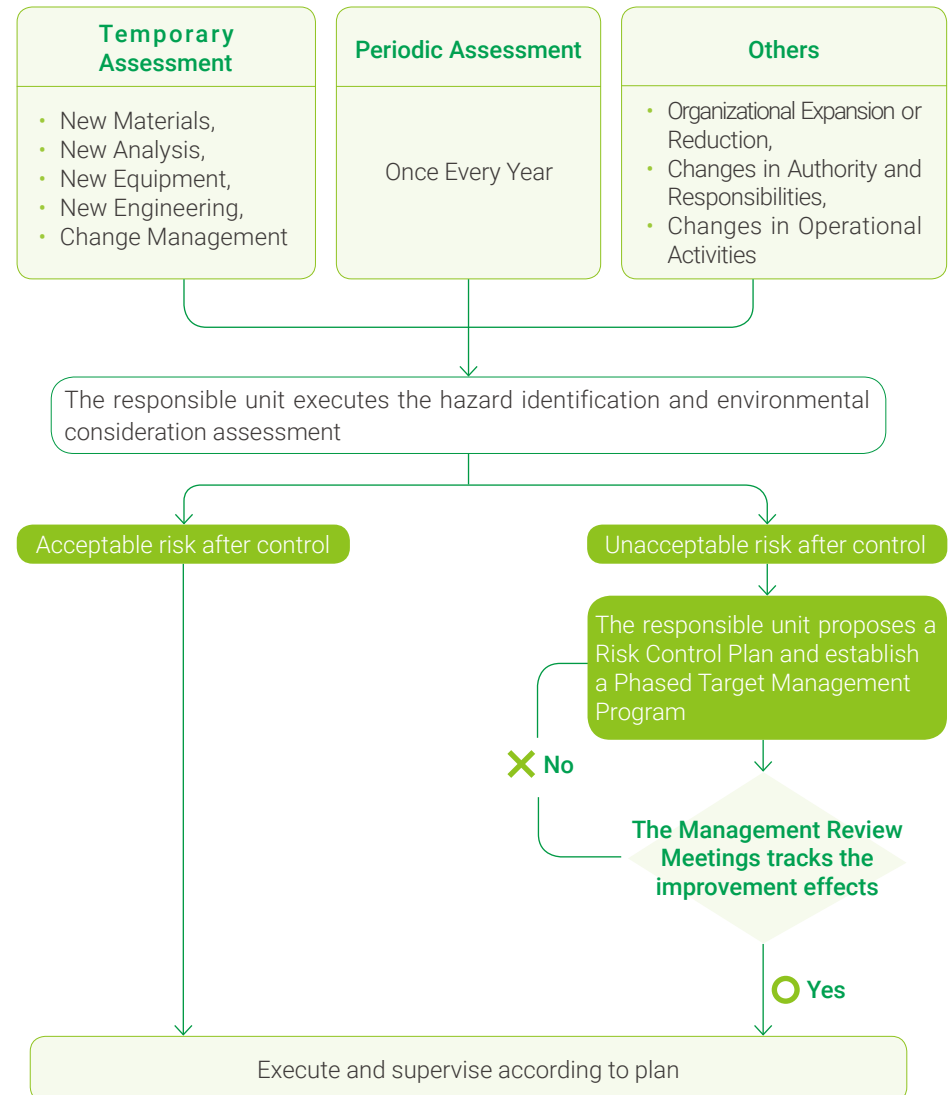 Temporary
Assessment
• New Materials,
• New Analysis,
• New Equipment,
• New Engineering,
• Change Management
Periodic Assessment
Once Every Year
Others
• Organizational Expansion or
Reduction,
• Changes in Authority and
Responsibilities,
• Changes in Operational
Activities
The responsible unit executes the hazard identification and environmental
consideration assessment
Acceptable risk after control
Unacceptable risk after control
The responsible unit proposes a
Risk Control Plan and establish
a Phased Target Management
Program
No
The Management Review
Meetings tracks the
improvement effects
Yes
Execute and supervise according to plan